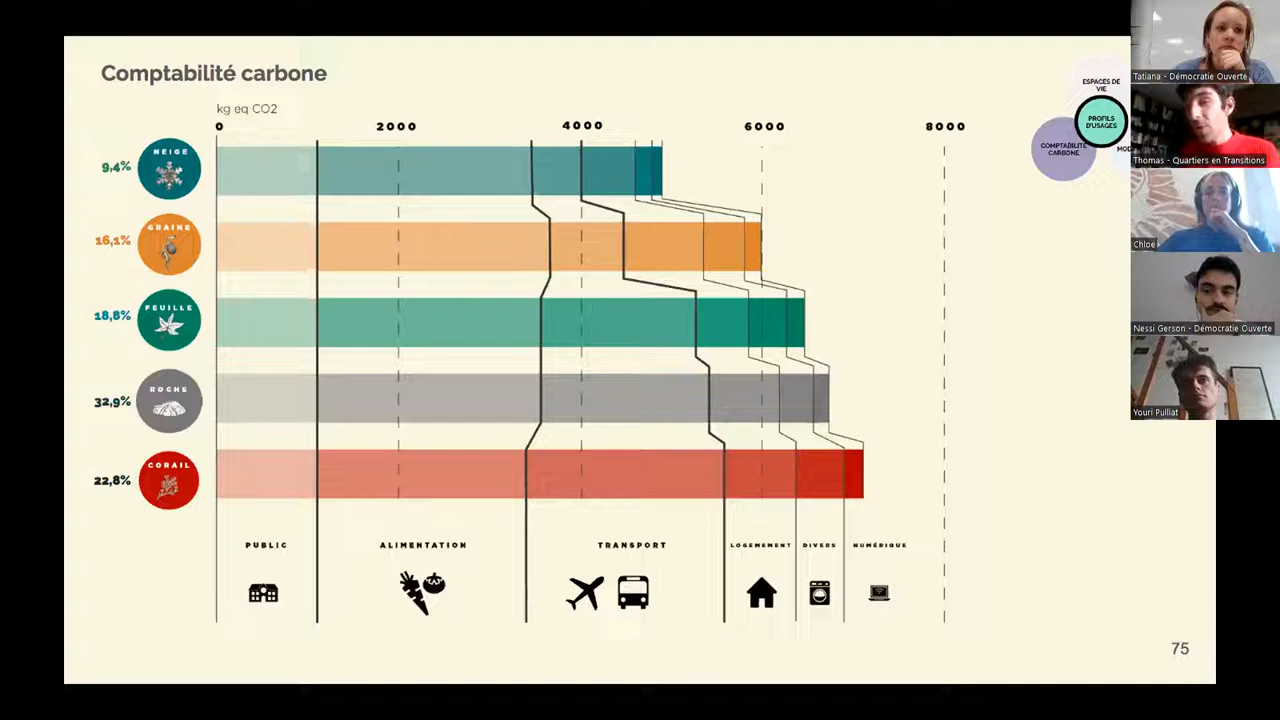 Comptabilité carbone
kg eq CO2
0 2000 4000 6000 8000
9,4%
NEIGE
16,1%
GRAINE
18,8%
FEUILLE
32,9%
ROCHE
22,8%
CORAIL
PUBLIC ALIMENTATION TRANSPORT LOGEMEMENT DIVERS NUMÉRIQUE
75
ESPACES DE
VIE
PROFILS
D'USAGES
COMPTABILITÉ
CARBONE
Tatiana - Démocratie Ouverte
Thomas - Quartiers en Transitions
Chloé
Nessi Gerson - Démocratie Ouverte
Youri Pulliat